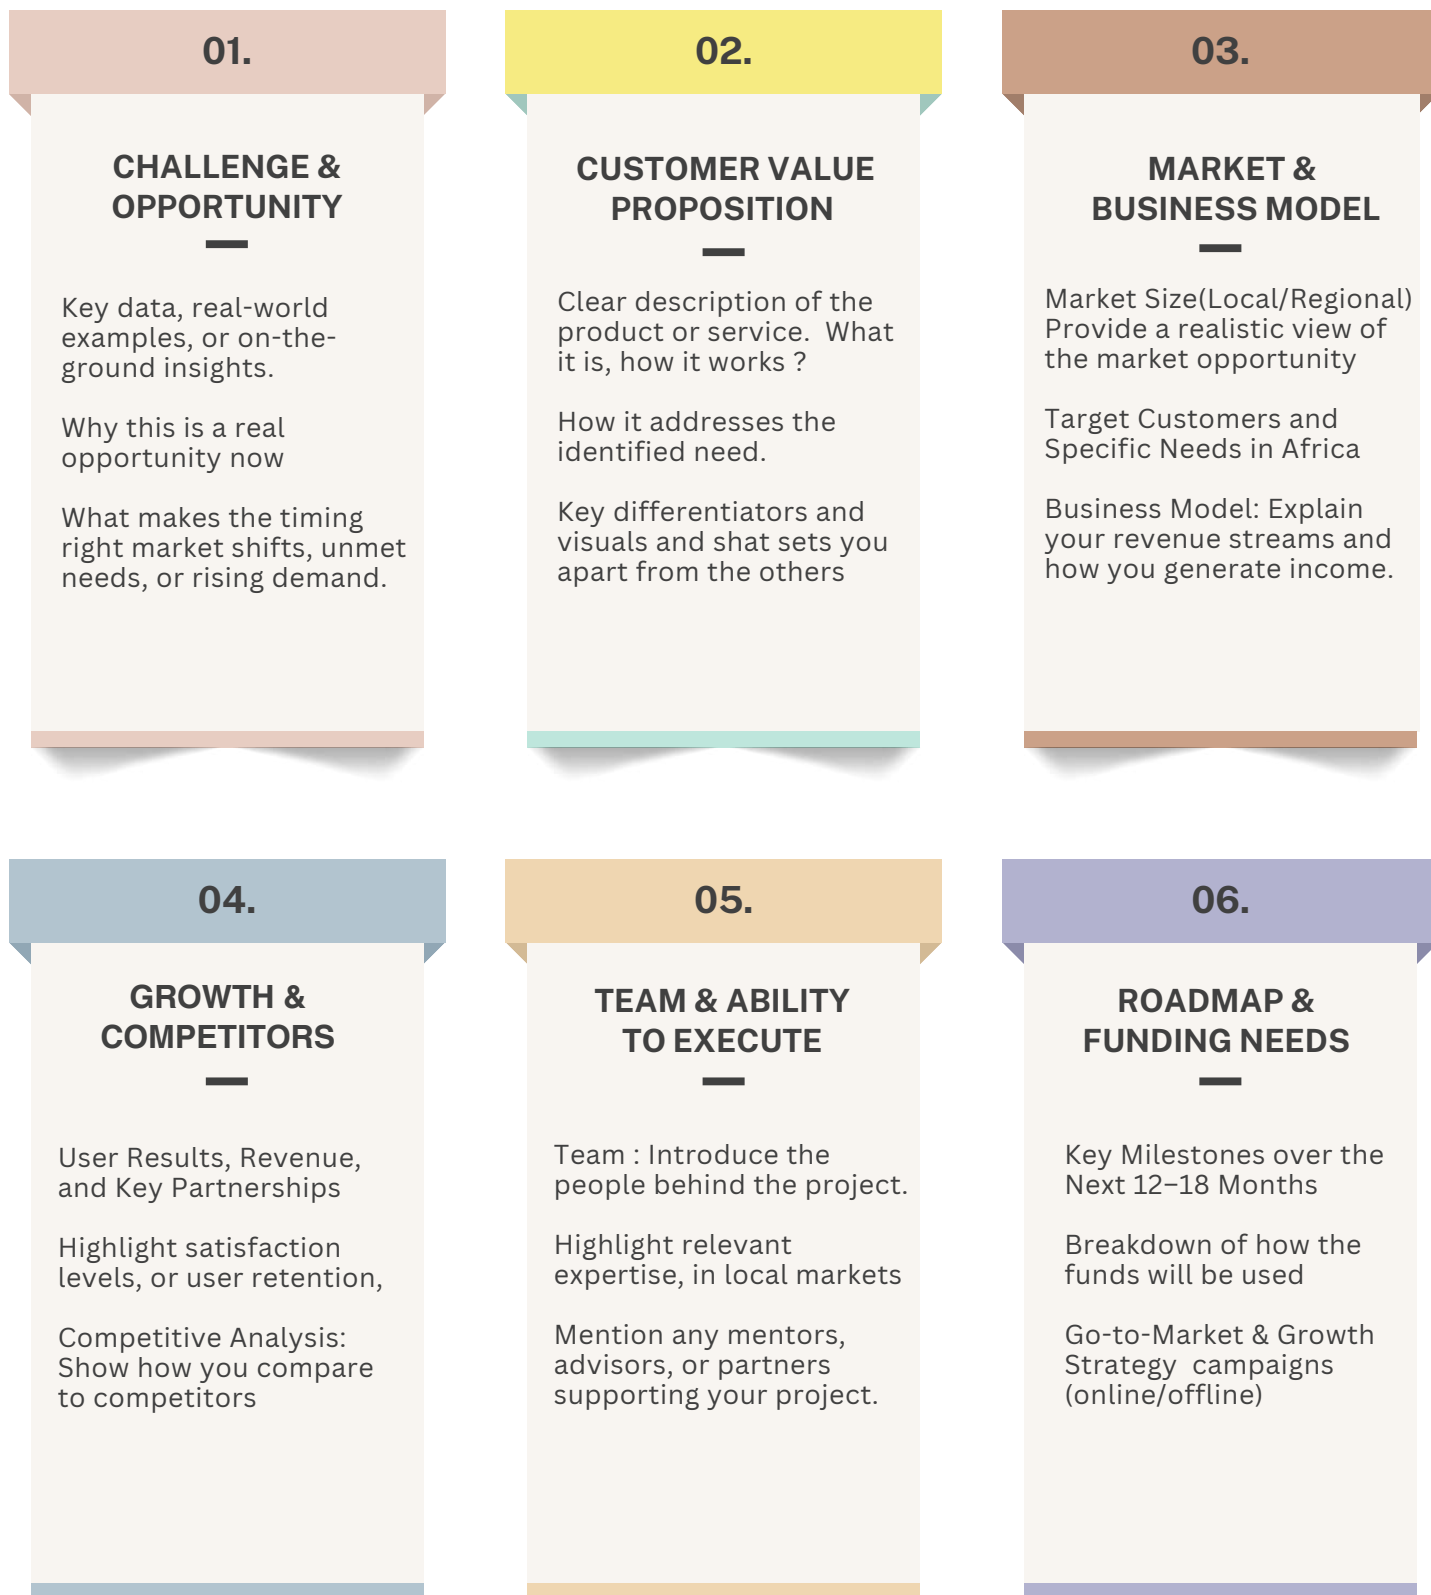 01.
CHALLENGE &
OPPORTUNITY
Key data, real-world
examples, or on-the-
ground insights.
Why this is a real
opportunity now
What makes the timing
right market shifts, unmet
needs, or rising demand.
02.
CUSTOMER VALUE
PROPOSITION
Clear description of the
product or service.  What
it is, how it works ?
How it addresses the
identified need.
Key differentiators and
visuals and shat sets you
apart from the others
03.
MARKET &
BUSINESS MODEL
Market Size(Local/Regional)
Provide a realistic view of
the market opportunity
Target Customers and
Specific Needs in Africa
Business Model: Explain
your revenue streams and
how you generate income.
04.
GROWTH &
COMPETITORS
User Results, Revenue,
and Key Partnerships
Highlight satisfaction
levels, or user retention,
Competitive Analysis:
Show how you compare
to competitors
05.
TEAM & ABILITY
TO EXECUTE
Team : Introduce the
people behind the project.
Highlight relevant
expertise, in local markets
Mention any mentors,
advisors, or partners
supporting your project.
06.
ROADMAP &
FUNDING NEEDS
Key Milestones over the
Next 12–18 Months
Breakdown of how the
funds will be used
Go-to-Market & Growth
Strategy  campaigns
(online/offline)